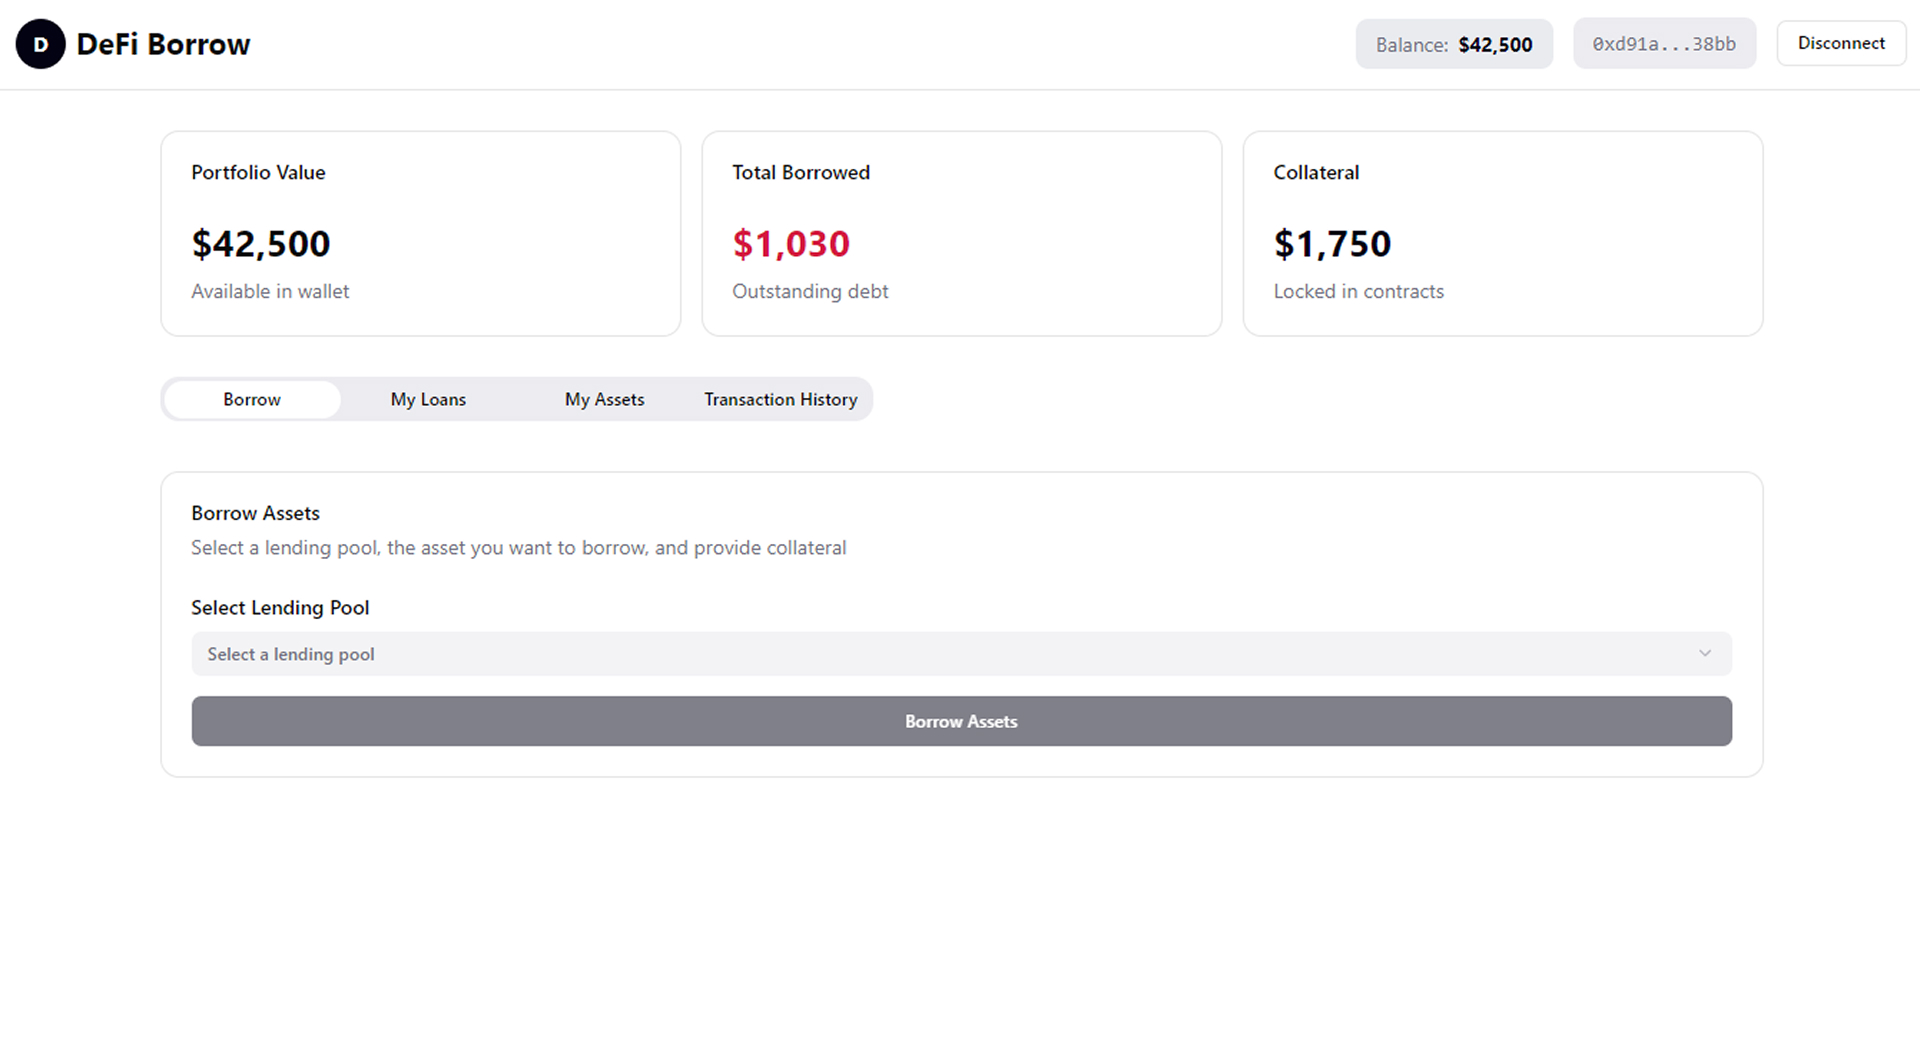 D DeFi Borrow
Balance: $42,500 0xd91a...38bb Disconnect
Portfolio Value
$42,500
Available in wallet
Total Borrowed
$1,030
Outstanding debt
Collateral
$1,750
Locked in contracts
Borrow My Loans My Assets Transaction History
Borrow Assets
Select a lending pool, the asset you want to borrow, and provide collateral
Select Lending Pool
Select a lending pool
Borrow Assets